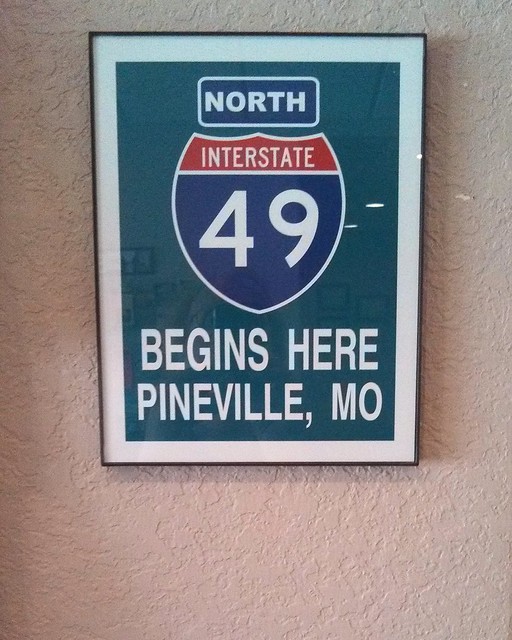 NORTH
INTERSTATE
49
BEGINS HERE
PINEVILLE, MO